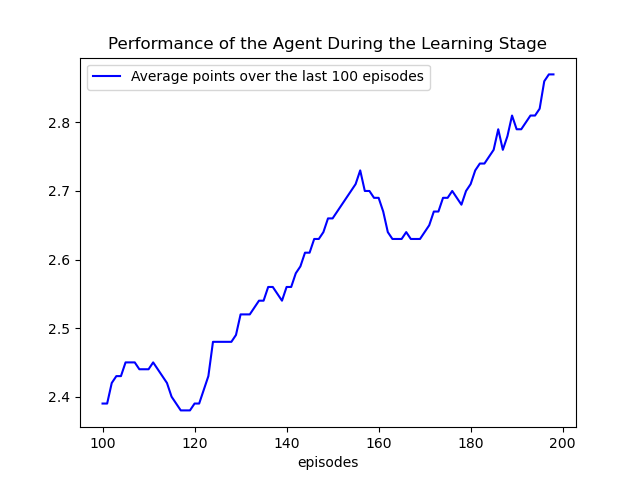 Performance of the Agent During the Learning Stage
Average points over the last 100 episodes
2.8
2.7
2.6
2.5
2.4
100 120 140 160 180 200
episodes